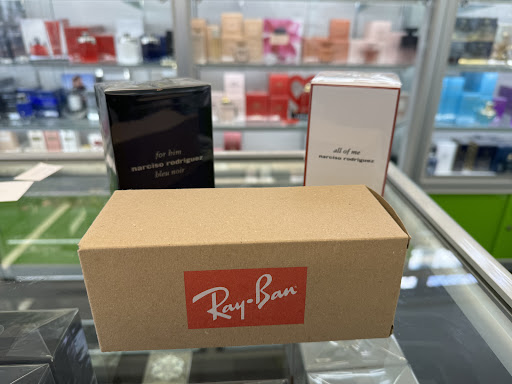 for him
narciso rodriguez
bleu noir
all of me
narciso rodriguez
Ray-Ban